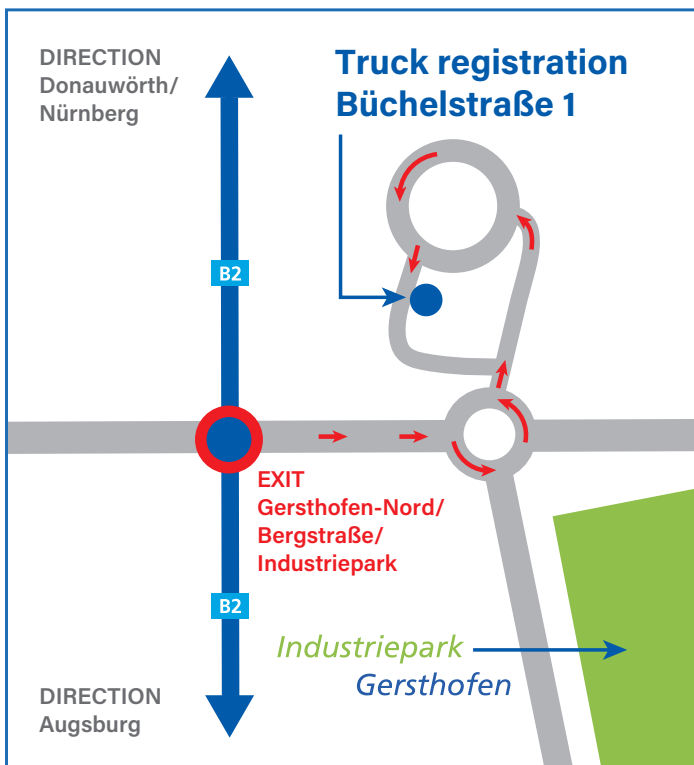 DIRECTION
Donauwörth/
Nürnberg
Truck registration
Büchelstraße 1
B2
EXIT
Gersthofen-Nord/
Bergstraße/
Industriepark
B2
Industriepark
Gersthofen
DIRECTION
Augsburg